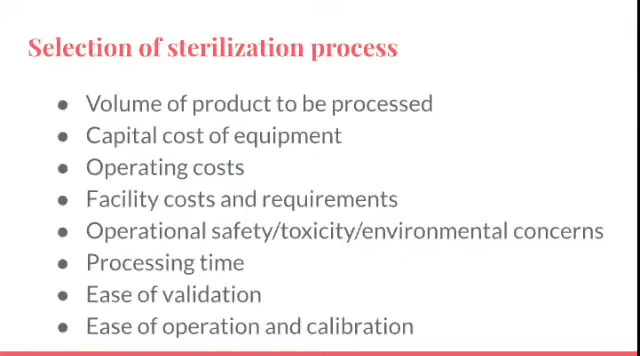 Selection of sterilization process
● Volume of product to be processed
● Capital cost of equipment
● Operating costs
● Facility costs and requirements
● Operational safety/toxicity/environmental concerns
● Processing time
● Ease of validation
● Ease of operation and calibration